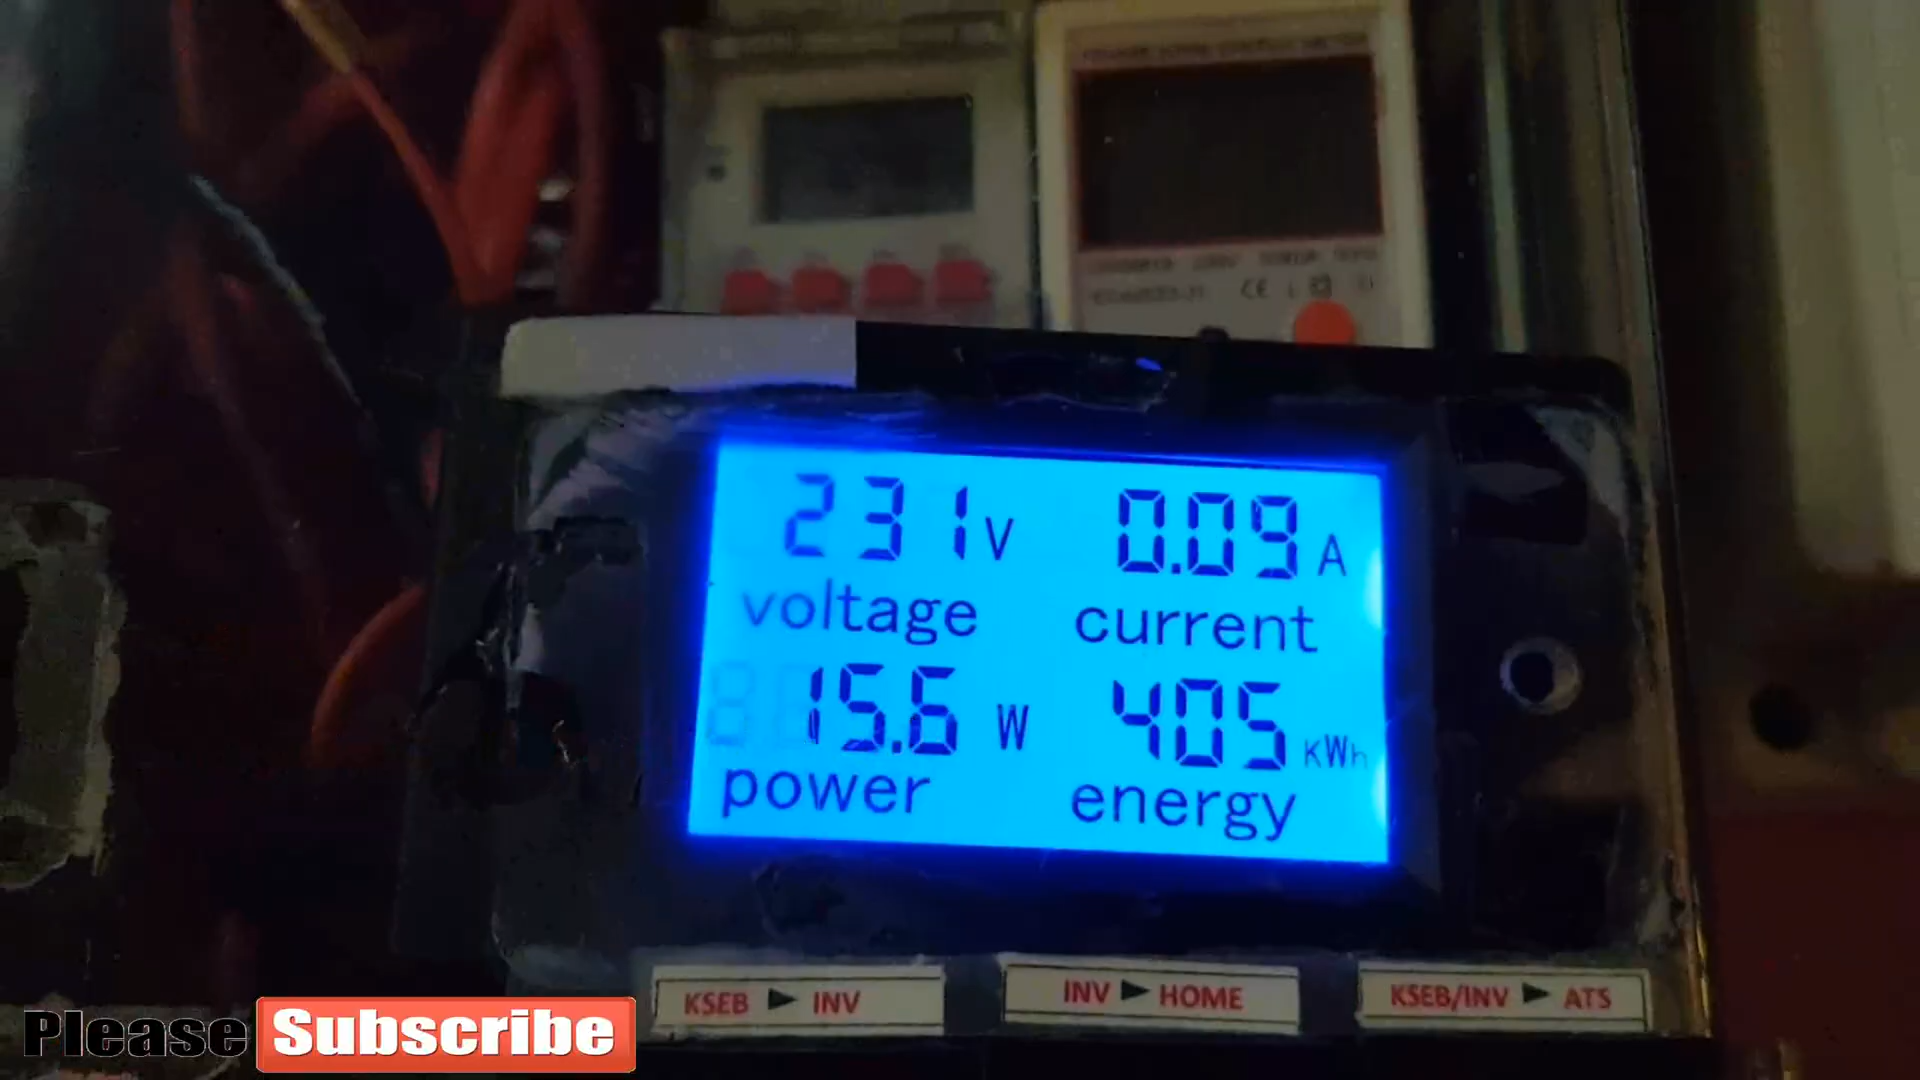 CE
231 V 0.09 A
voltage current
15.6 W 405 KWh
power energy
KSEB ► INV
INV ► HOME
KSEB/INV ► ATS
Please Subscribe